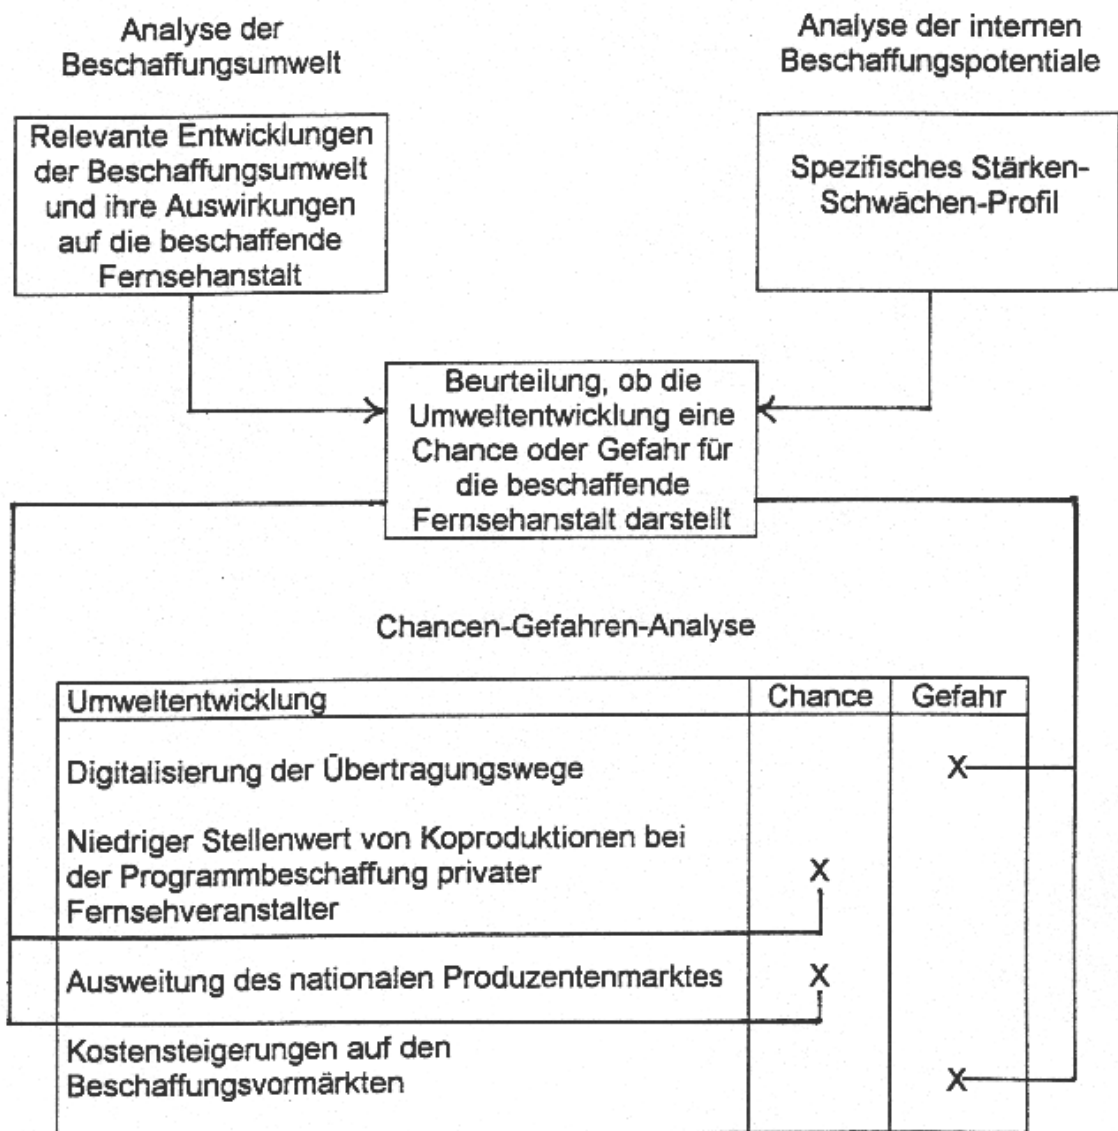 Analyse der
Beschaffungsumwelt
Analyse der internen
Beschaffungspotentiale
Relevante Entwicklungen
der Beschaffungsumwelt
und ihre Auswirkungen
auf die beschaffende
Fernsehanstalt
Spezifisches Stärken-
Schwächen-Profil
Beurteilung, ob die
Umweltentwicklung eine
Chance oder Gefahr für
die beschaffende
Fernsehanstalt darstellt
Chancen-Gefahren-Analyse
Umweltentwicklung Chance Gefahr
Digitalisierung der Übertragungswege X
Niedriger Stellenwert von Koproduktionen bei
der Programmbeschaffung privater X
Fernsehveranstalter
Ausweitung des nationalen Produzentenmarktes X
Kostensteigerungen auf den
Beschaffungsvormärkten X